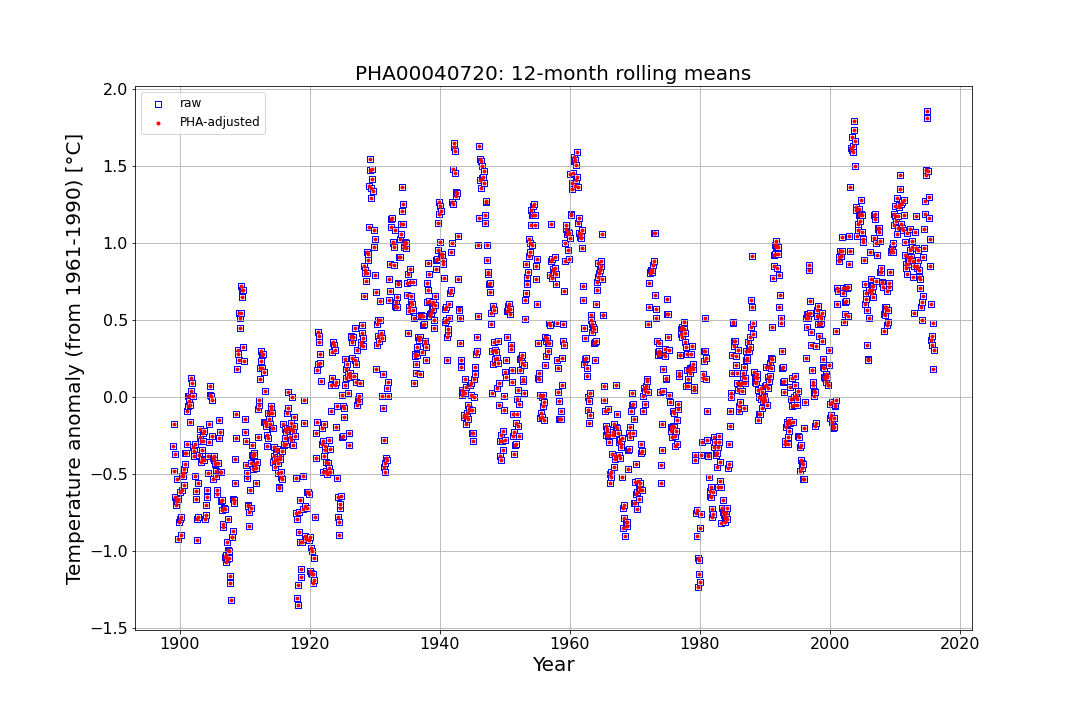 PHA00040720: 12-month rolling means
raw
PHA-adjusted
Temperature anomaly (from 1961-1990) [°C]
2.0
1.5
1.0
0.5
0.0
−0.5
−1.0
−1.5
1900 1920 1940 1960 1980 2000 2020
Year